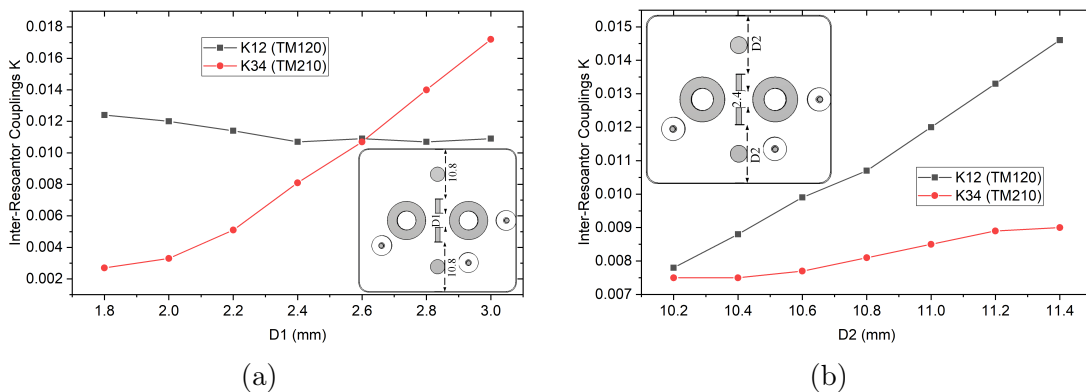 0.018
0.016
0.014
0.012
0.010
0.008
0.006
0.004
0.002
Inter-Resoantor Couplings K
K12 (TM120)
K34 (TM210)
10.8
D1
10.8
1.8 2.0 2.2 2.4 2.6 2.8 3.0
D1 (mm)
(a)
0.015
0.014
0.013
0.012
0.011
0.010
0.009
0.008
0.007
Inter-Resoantor Couplings K
D2
2.4
D2
K12 (TM120)
K34 (TM210)
10.2 10.4 10.6 10.8 11.0 11.2 11.4
D2 (mm)
(b)